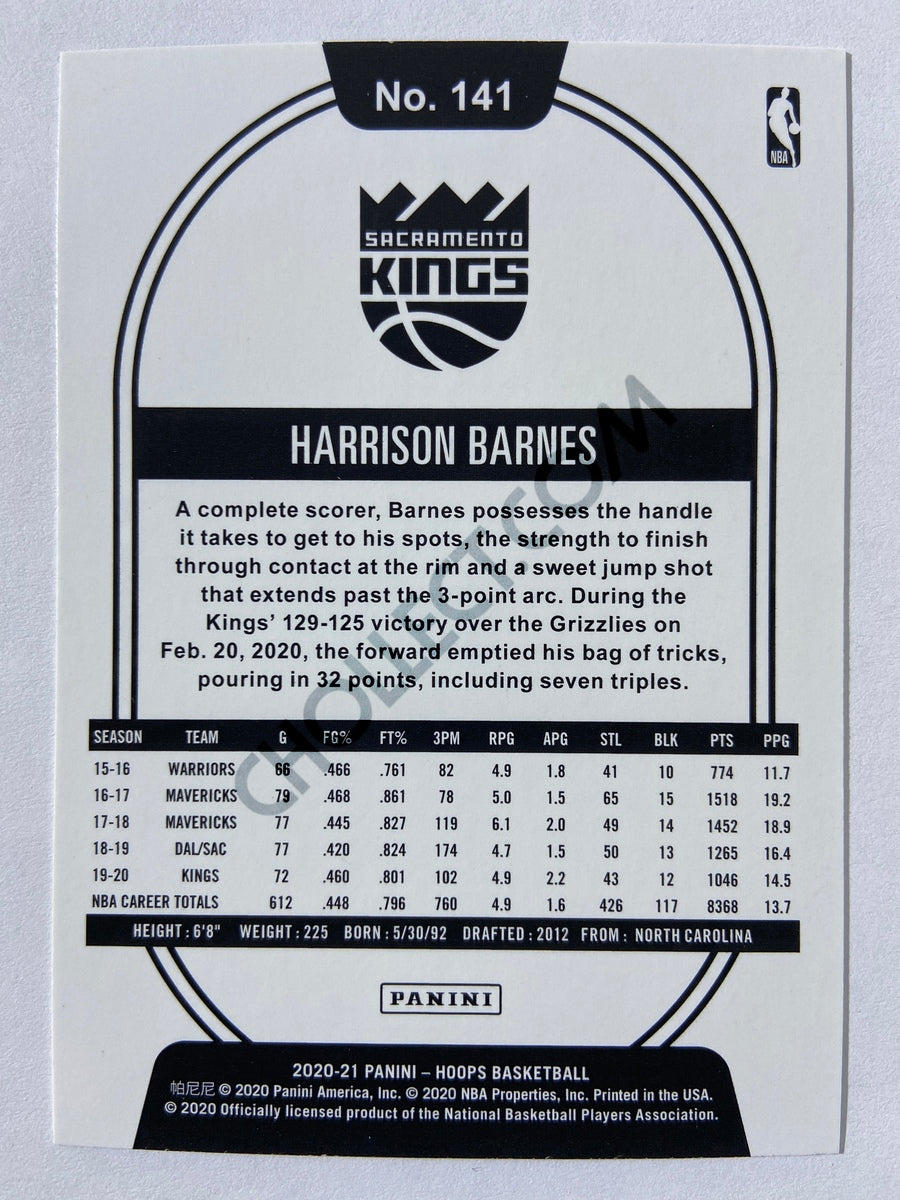 No. 141
NBA
SACRAMENTO
KINGS
HARRISON BARNES
A complete scorer, Barnes possesses the handle
it takes to get to his spots, the strength to finish
through contact at the rim and a sweet jump shot
that extends past the 3-point arc. During the
Kings' 129-125 victory over the Grizzlies on
Feb. 20, 2020, the forward emptied his bag of tricks,
pouring in 32 points, including seven triples.
CHOLLECT.COM
SEASON TEAM G FG% FT% 3PM RPG APG STL BLK PTS PPG
15-16 WARRIORS 66 .466 .761 82 4.9 1.8 41 10 774 11.7
16-17 MAVERICKS 79 .468 .861 78 5.0 1.5 65 15 1518 19.2
17-18 MAVERICKS 77 .445 .827 119 6.1 2.0 49 14 1452 18.9
18-19 DAL/SAC 77 .420 .824 174 4.7 1.5 50 13 1265 16.4
19-20 KINGS 72 .460 .801 102 4.9 2.2 43 12 1046 14.5
NBA CAREER TOTALS 612 .448 .796 760 4.9 1.6 426 117 8368 13.7
HEIGHT: 6'8" WEIGHT: 225 BORN: 5/30/92 DRAFTED: 2012 FROM: NORTH CAROLINA
PANINI
2020-21 PANINI – HOOPS BASKETBALL
帕尼尼 © 2020 Panini America, Inc. © 2020 NBA Properties, Inc. Printed in the USA.
© 2020 Officially licensed product of the National Basketball Players Association.